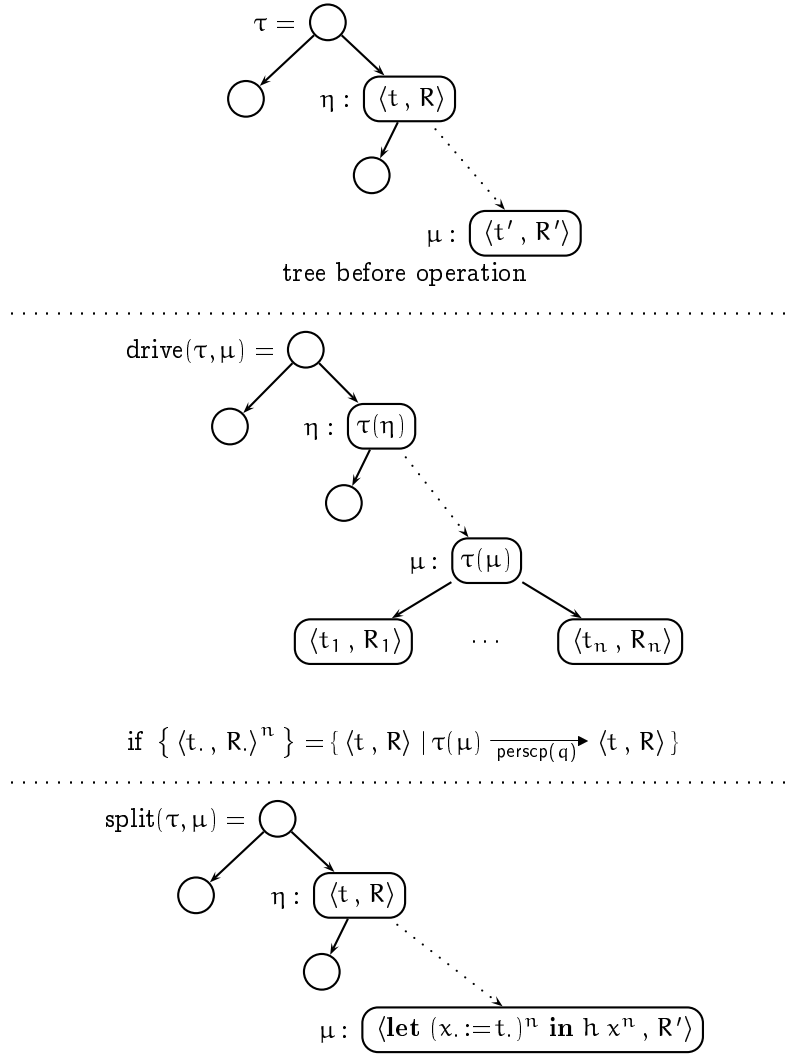 τ =
η : ⟨t , R⟩
μ : ⟨t′ , R′⟩
tree before operation
drive(τ, μ) =
η : τ(η)
μ : τ(μ)
⟨t₁ , R₁⟩ ... ⟨tₙ , Rₙ⟩
if { ⟨t. , R.⟩ⁿ } = { ⟨t , R⟩ | τ(μ) ⟶ perscp(q) ⟨t , R⟩ }
split(τ, μ) =
η : ⟨t , R⟩
μ : ⟨let (x. :=t.)ⁿ in h xⁿ , R′⟩